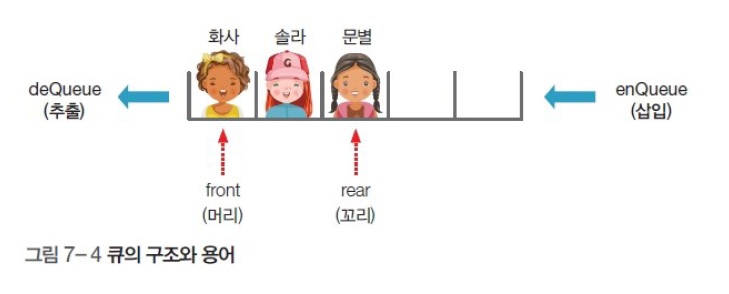 화사 솔라 문별
G
deQueue
(추출)
enQueue
(삽입)
front
(머리)
rear
(꼬리)
그림 7-4 큐의 구조와 용어